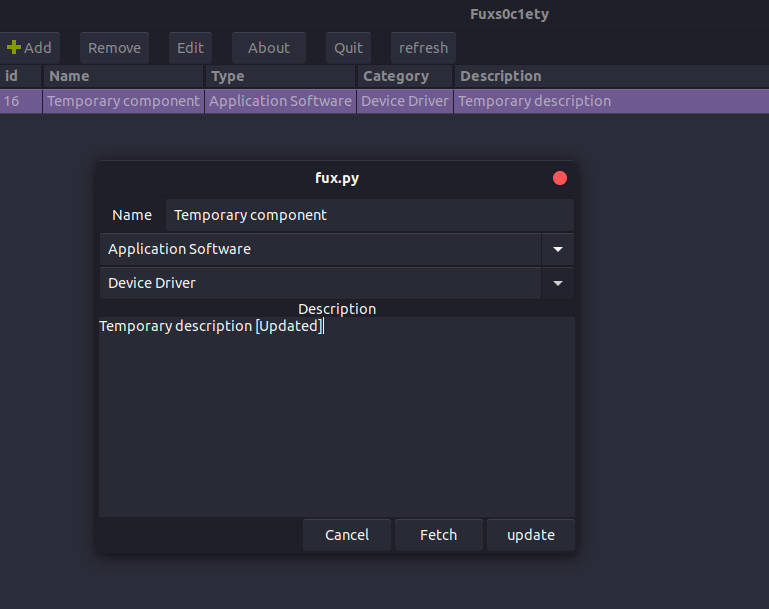 Fuxs0c1ety
Add Remove Edit About Quit refresh
id Name Type Category Description
16 Temporary component Application Software Device Driver Temporary description
fux.py
Name Temporary component
Application Software
Device Driver
Description
Temporary description [Updated]
Cancel Fetch update